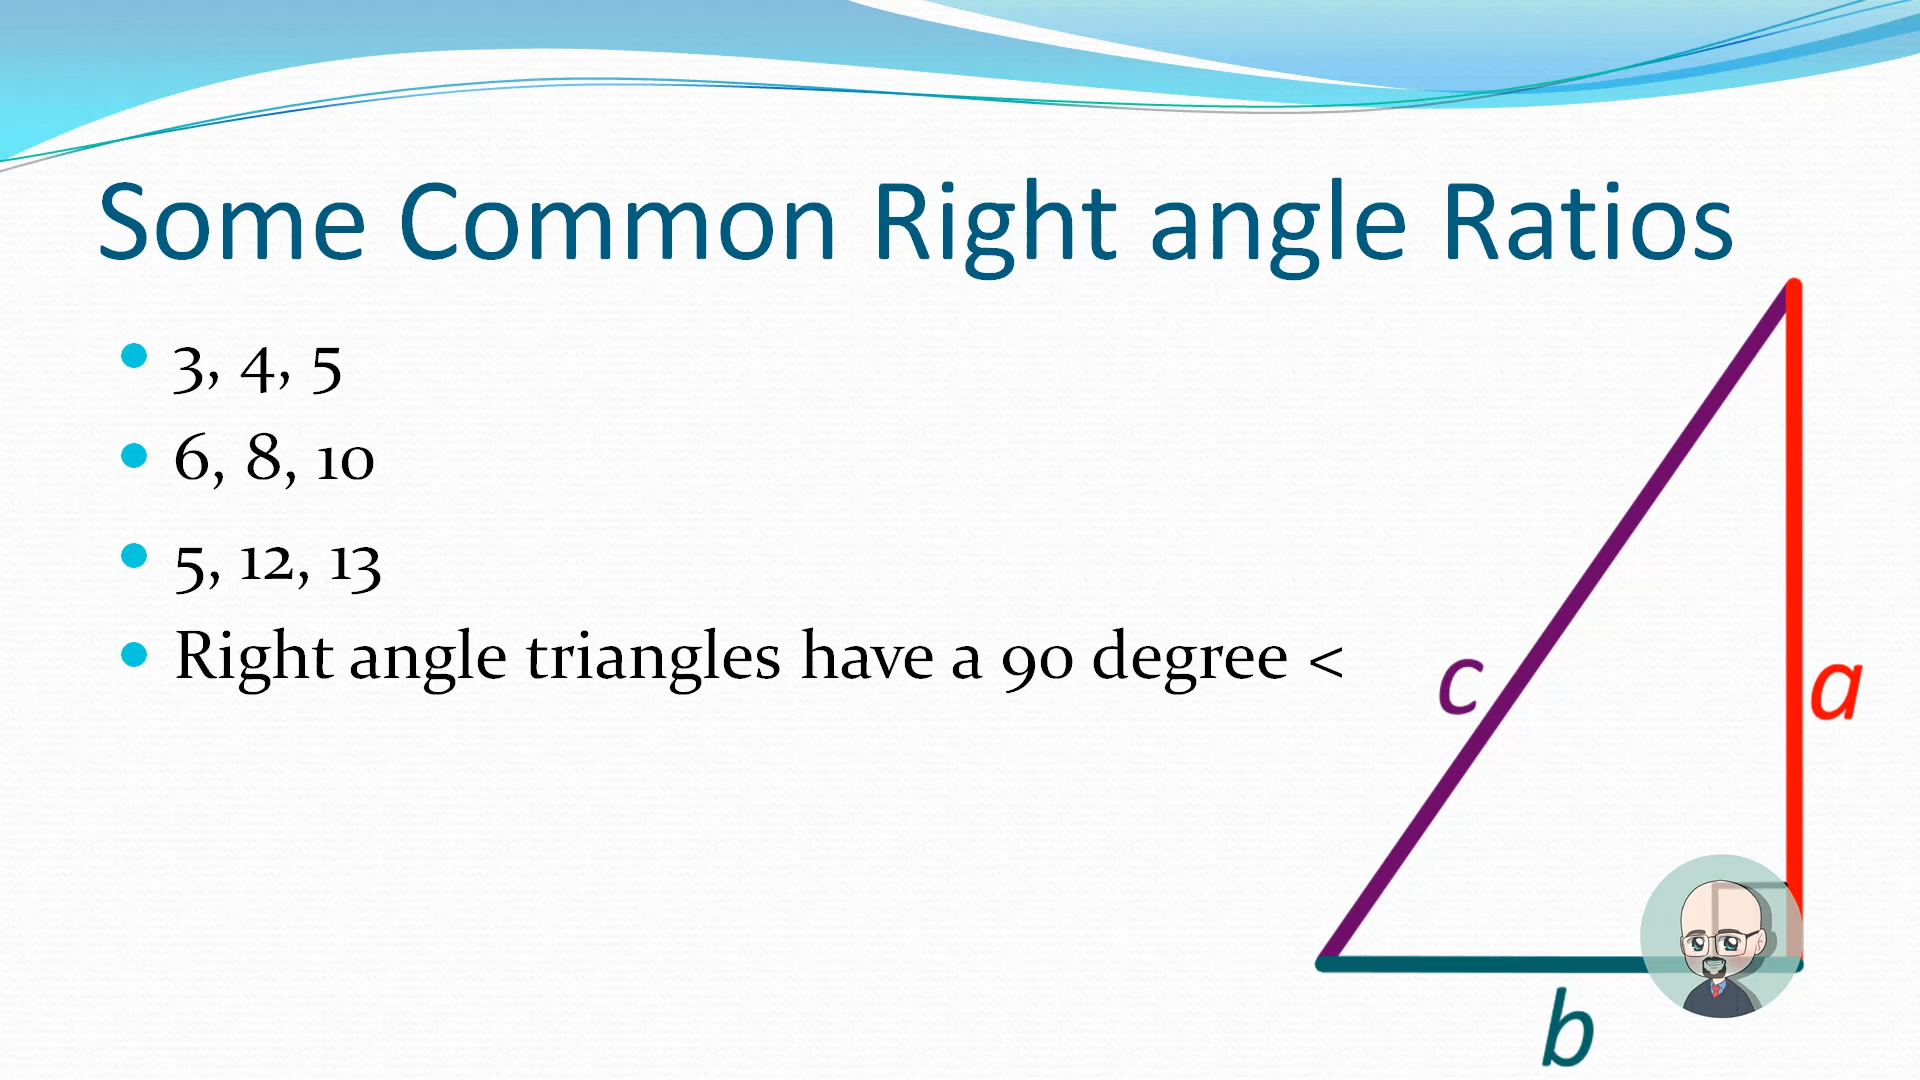 Some Common Right angle Ratios
3, 4, 5
6, 8, 10
5, 12, 13
Right angle triangles have a 90 degree <
c
a
b